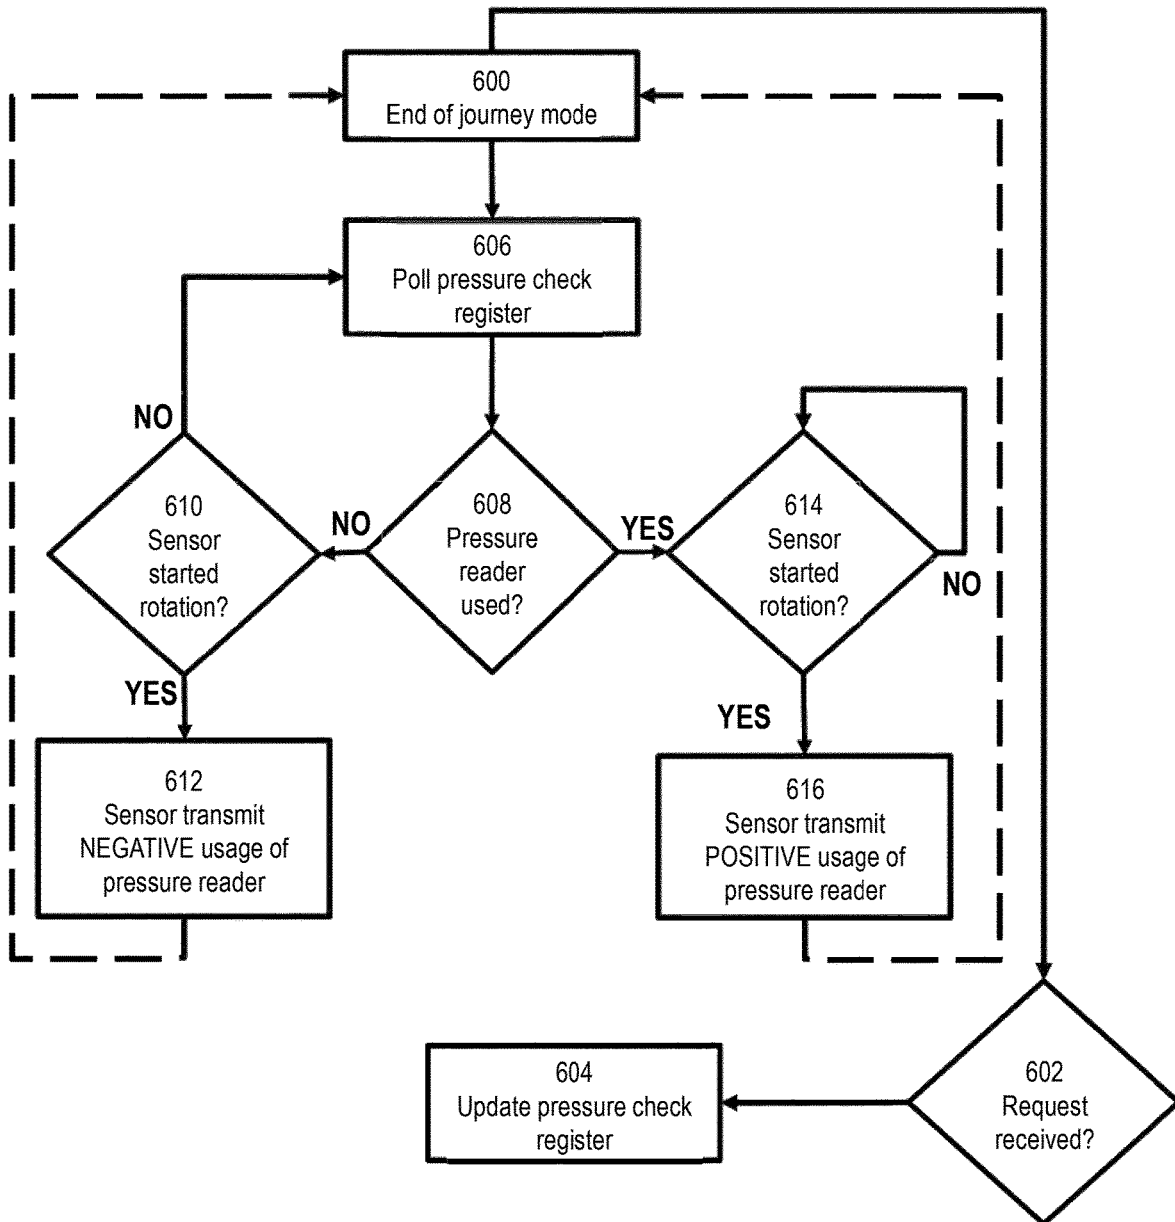 600
End of journey mode
606
Poll pressure check
register
NO
610
Sensor
started
rotation?
NO
608
Pressure
reader
used?
YES
614
Sensor
started
rotation?
NO
YES
612
Sensor transmit
NEGATIVE usage of
pressure reader
YES
616
Sensor transmit
POSITIVE usage of
pressure reader
604
Update pressure check
register
602
Request
received?